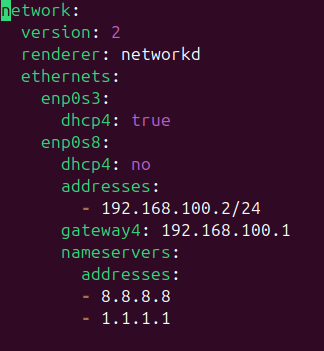 network:
  version: 2
  renderer: networkd
  ethernets:
    enp0s3:
      dhcp4: true
    enp0s8:
      dhcp4: no
      addresses:
        - 192.168.100.2/24
      gateway4: 192.168.100.1
      nameservers:
        addresses:
        - 8.8.8.8
        - 1.1.1.1